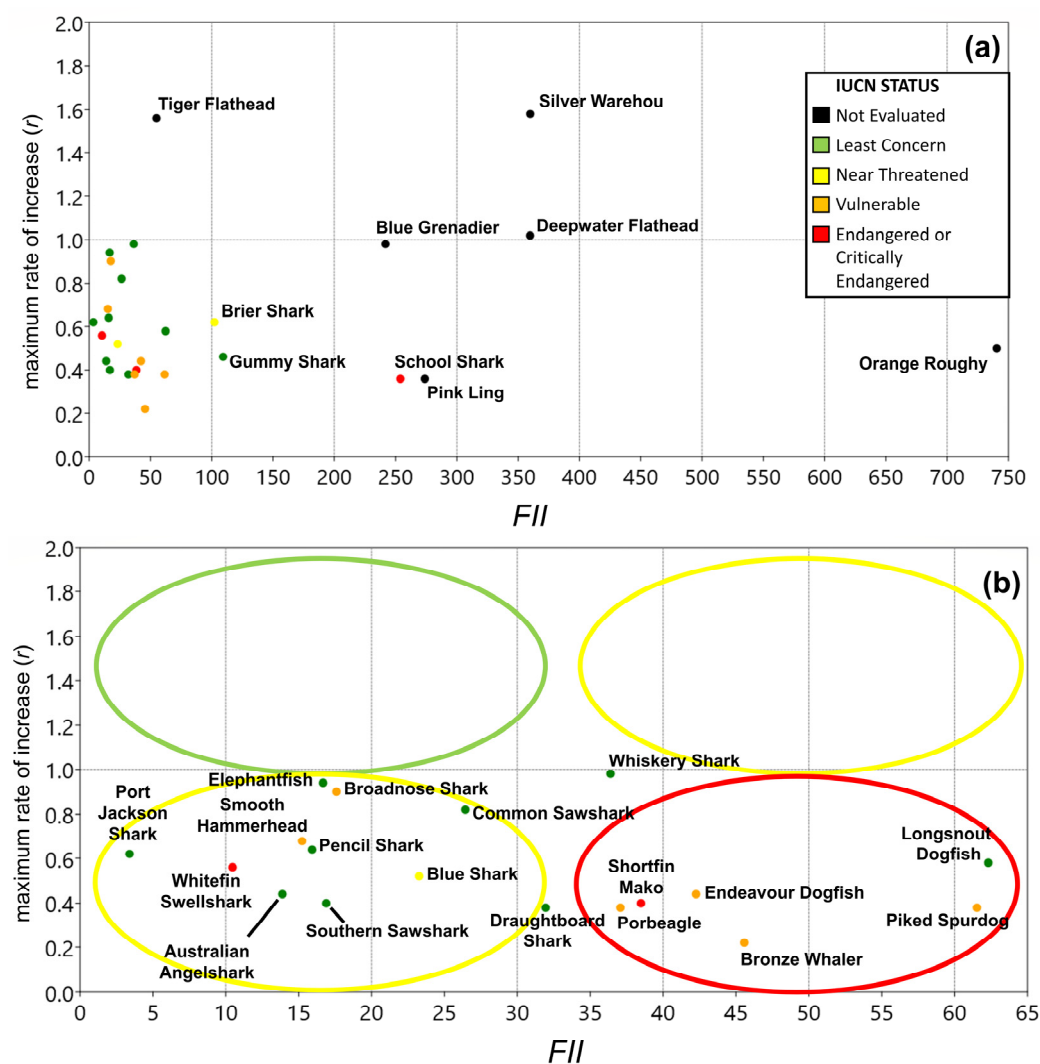 (a)
2.0
1.8
1.6
1.4
1.2
1.0
0.8
0.6
0.4
0.2
0.0
maximum rate of increase (r)
Tiger Flathead
Silver Warehou
Blue Grenadier
Deepwater Flathead
Brier Shark
Gummy Shark
School Shark
Pink Ling
Orange Roughy
IUCN STATUS
Not Evaluated
Least Concern
Near Threatened
Vulnerable
Endangered or
Critically
Endangered
0 50 100 150 200 250 300 350 400 450 500 550 600 650 700 750
FII
(b)
2.0
1.8
1.6
1.4
1.2
1.0
0.8
0.6
0.4
0.2
0.0
maximum rate of increase (r)
Whiskery Shark
Elephantfish
Broadnose Shark
Port
Jackson
Shark
Smooth
Hammerhead
Common Sawshark
Pencil Shark
Longsnout
Dogfish
Whitefin
Swellshark
Blue Shark
Shortfin
Mako
Endeavour Dogfish
Southern Sawshark
Draughtboard
Shark
Porbeagle
Piked Spurdog
Australian
Angelshark
Bronze Whaler
0 5 10 15 20 25 30 35 40 45 50 55 60 65
FII